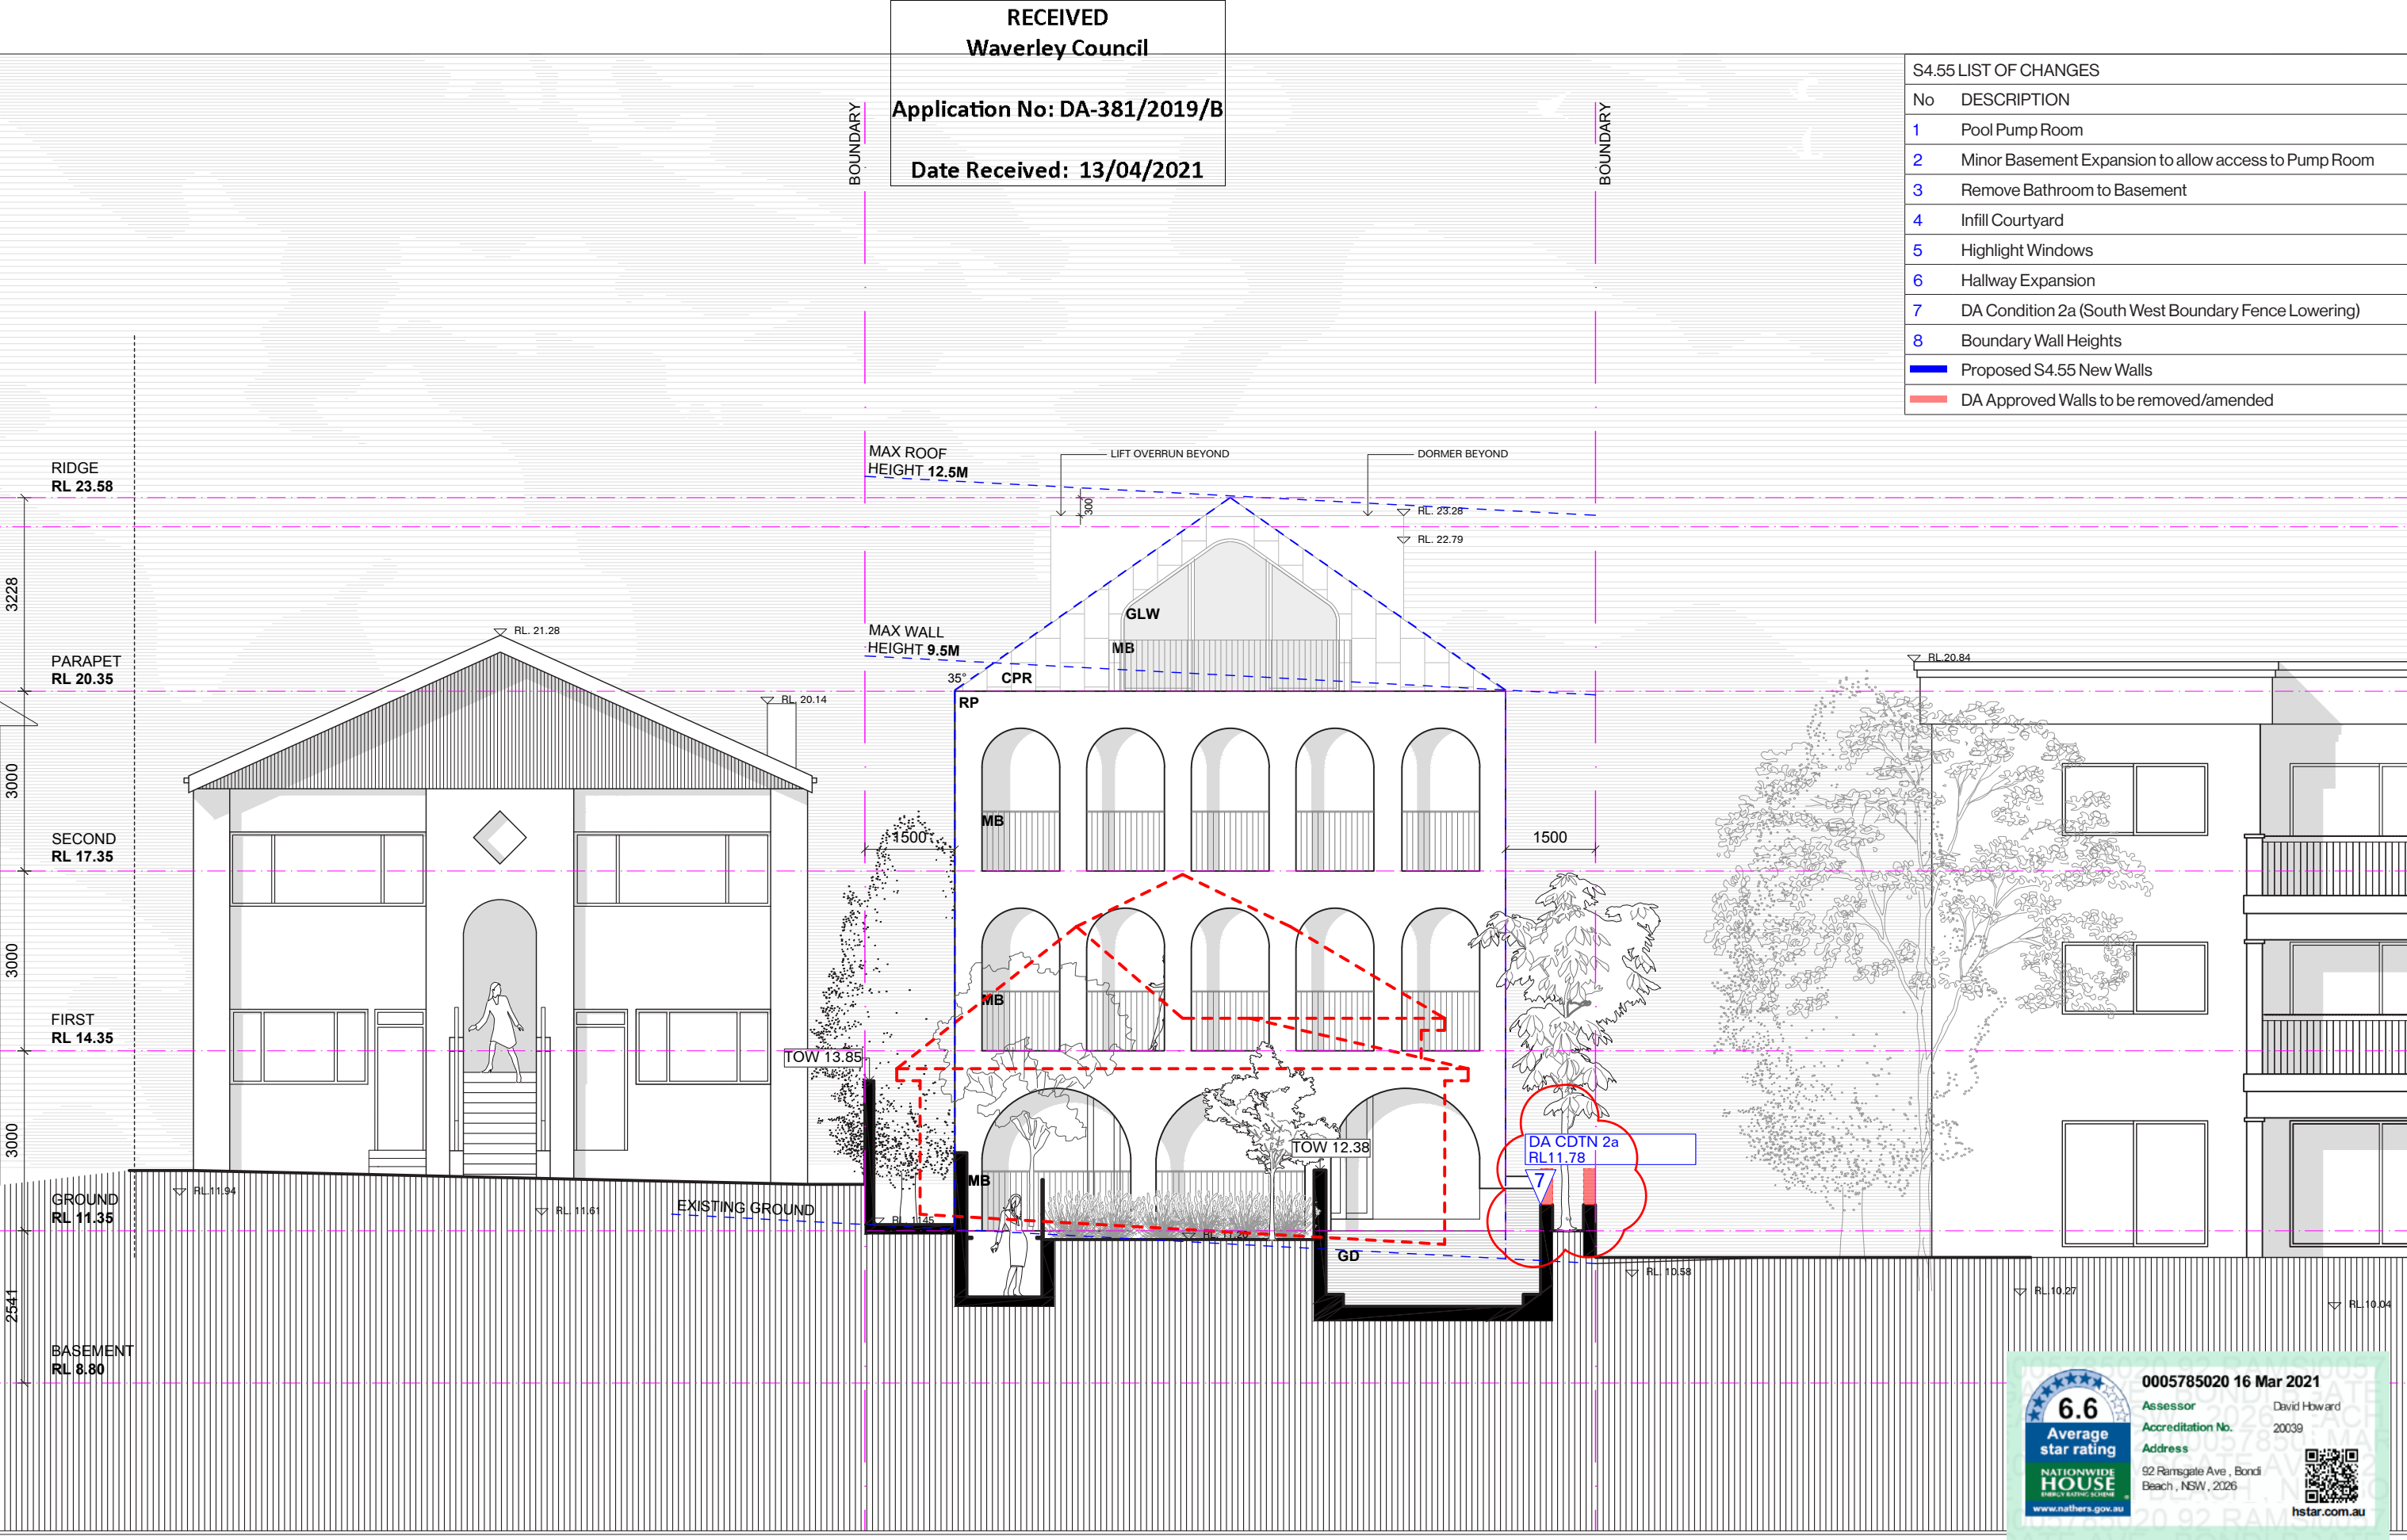 RECEIVED
Waverley Council
Application No: DA-381/2019/B
Date Received: 13/04/2021
S4.55 LIST OF CHANGES
No DESCRIPTION
1 Pool Pump Room
2 Minor Basement Expansion to allow access to Pump Room
3 Remove Bathroom to Basement
4 Infill Courtyard
5 Highlight Windows
6 Hallway Expansion
7 DA Condition 2a (South West Boundary Fence Lowering)
8 Boundary Wall Heights
Proposed S4.55 New Walls
DA Approved Walls to be removed/amended
BOUNDARY
BOUNDARY
MAX ROOF
HEIGHT 12.5M
LIFT OVERRUN BEYOND
DORMER BEYOND
300
RL. 23.28
RL. 22.79
RIDGE
RL 23.58
3228
GLW
MB
MAX WALL
HEIGHT 9.5M
35°
CPR
RP
RL. 21.28
RL. 20.14
RL.20.84
PARAPET
RL 20.35
3000
MB
1500
1500
SECOND
RL 17.35
3000
MB
FIRST
RL 14.35
TOW 13.85
3000
TOW 12.38
DA CDTN 2a
RL11.78
7
MB
RL.11.94
GROUND
RL 11.35
RL. 11.61
EXISTING GROUND
RL. 1145
GD
RL. 10.58
RL.10.27
RL.10.04
2541
BASEMENT
RL 8.80
6.6
Average
star rating
NATIONWIDE
HOUSE
ENERGY RATING SCHEME
www.nathers.gov.au
0005785020 16 Mar 2021
Assessor David Howard
Accreditation No. 20039
Address
92 Ramsgate Ave , Bondi
Beach , NSW , 2026
hstar.com.au